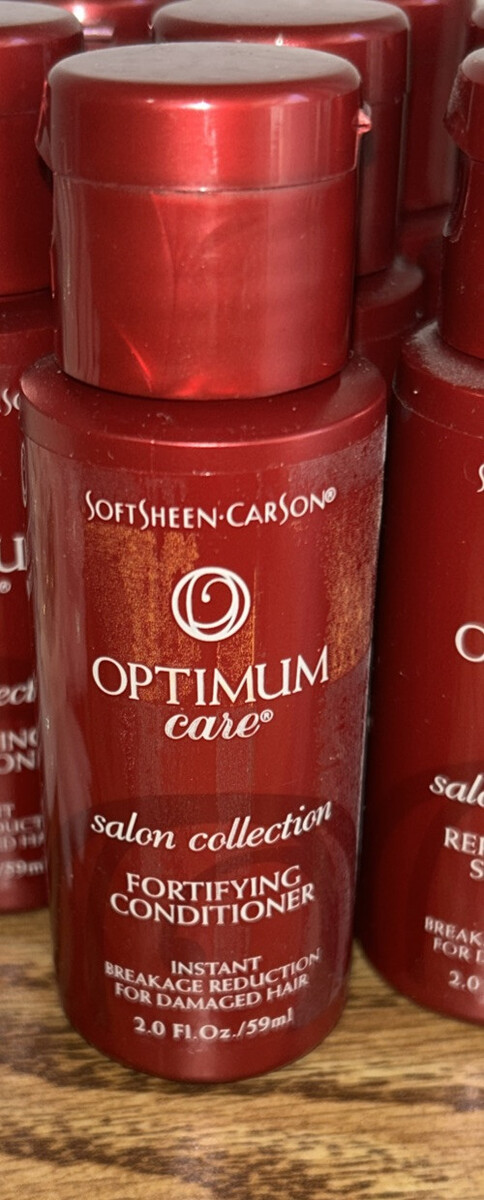 SOFTSHEEN·CARSON®
OPTIMUM
care®
salon collection
FORTIFYING
CONDITIONER
INSTANT
BREAKAGE REDUCTION
FOR DAMAGED HAIR
2.0 Fl.Oz./59ml